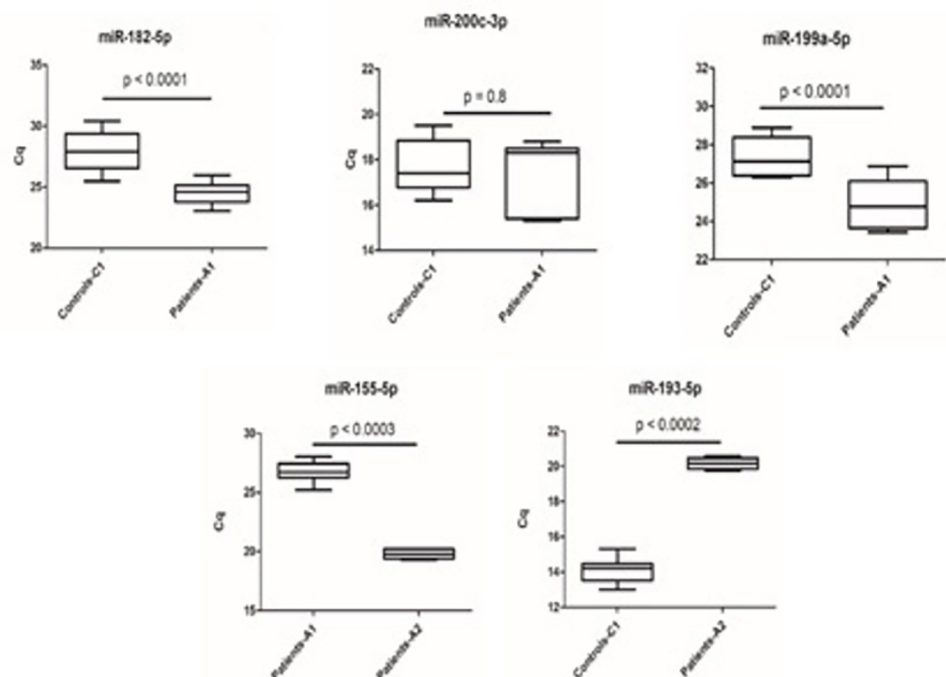 miR-182-5p
35
p < 0.0001
30
Cq
25
20
Controls-C1
Patients-A1
miR-200c-3p
22
p = 0.8
20
Cq
18
16
14
Controls-C1
Patients-A1
miR-199a-5p
32
p < 0.0001
30
28
Cq
26
24
22
Controls-C1
Patients-A1
miR-155-5p
p < 0.0003
30
25
Cq
20
15
Patients-A1
Patients-A2
miR-193-5p
p < 0.0002
22
20
18
Cq
16
14
12
Controls-C1
Patients-A2